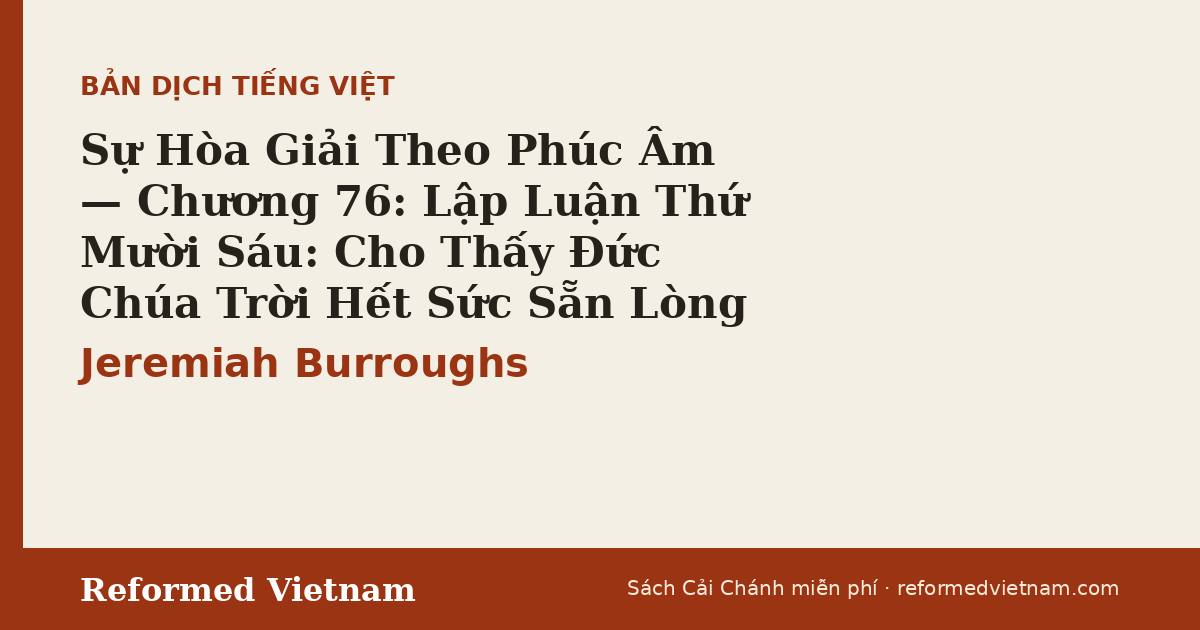 BẢN DỊCH TIẾNG VIỆT
Sự Hòa Giải Theo Phúc Âm
— Chương 76: Lập Luận Thứ
Mười Sáu: Cho Thấy Đức
Chúa Trời Hết Sức Sẵn Lòng
Jeremiah Burroughs
Reformed Vietnam
Sách Cải Chánh miễn phí · reformedvietnam.com